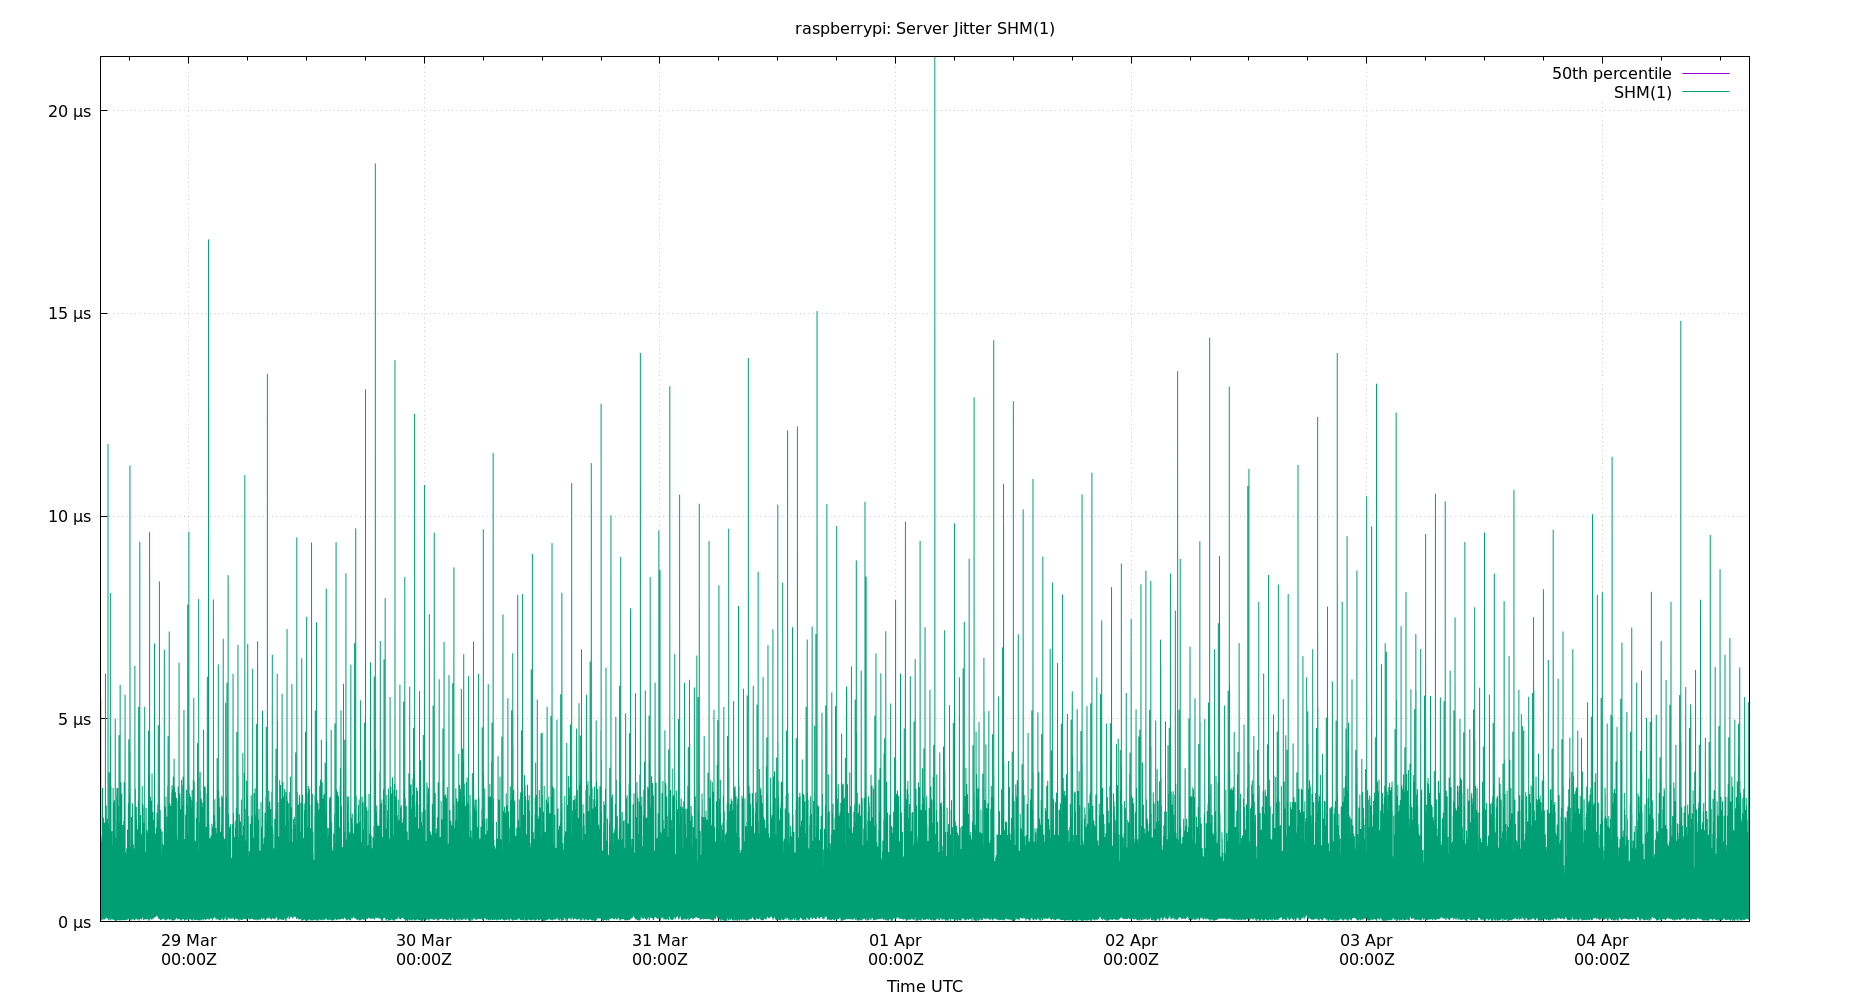 raspberrypi: Server Jitter SHM(1)
50th percentile
SHM(1)
20 µs
15 µs
10 µs
5 µs
0 µs
29 Mar 30 Mar 31 Mar 01 Apr 02 Apr 03 Apr 04 Apr
00:00Z 00:00Z 00:00Z 00:00Z 00:00Z 00:00Z 00:00Z
Time UTC